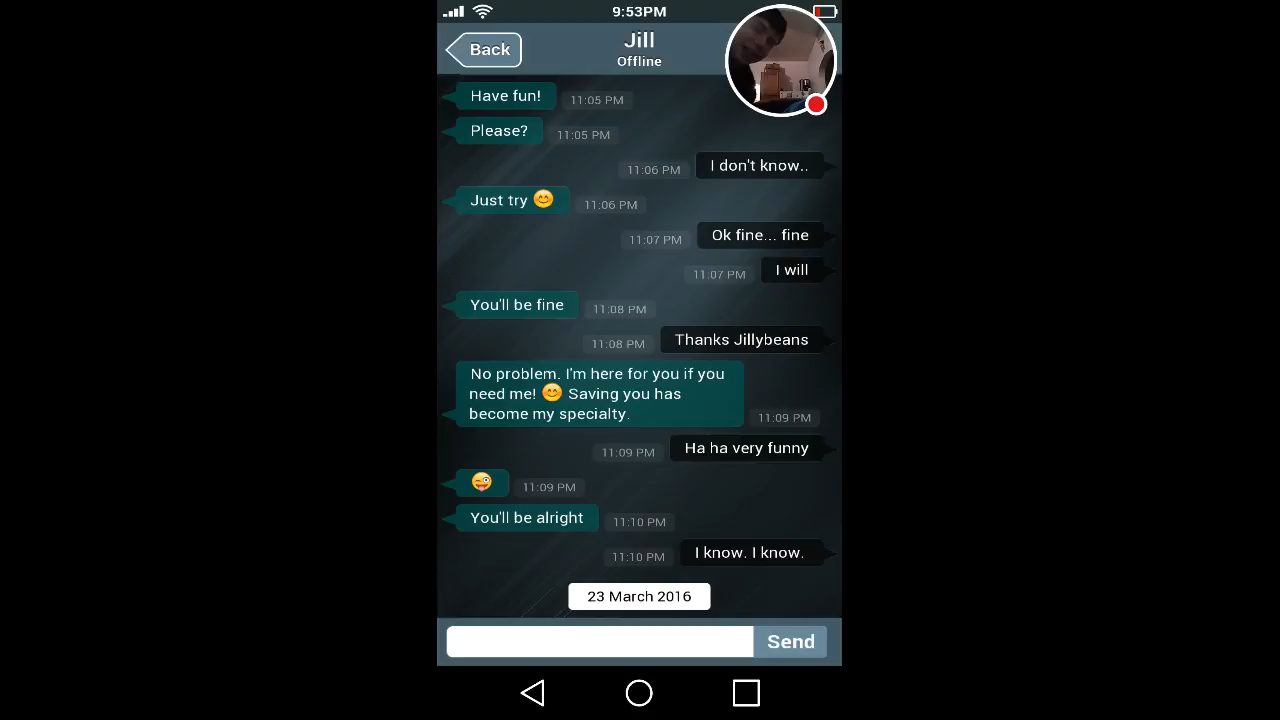 9:53PM
Back
Jill
Offline
Have fun! 11:05 PM
Please? 11:05 PM
11:06 PM I don't know..
Just try 😊 11:06 PM
11:07 PM Ok fine... fine
11:07 PM I will
You'll be fine 11:08 PM
11:08 PM Thanks Jillybeans
No problem. I'm here for you if you
need me! 😊 Saving you has
become my specialty. 11:09 PM
11:09 PM Ha ha very funny
😜 11:09 PM
You'll be alright 11:10 PM
11:10 PM I know. I know.
23 March 2016
Send